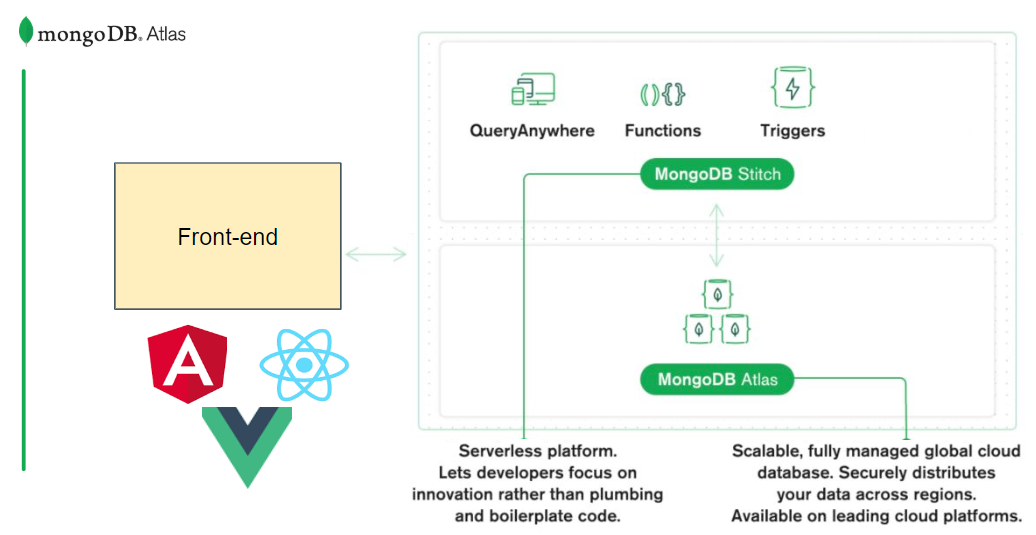 mongoDB. Atlas
QueryAnywhere
Functions
Triggers
MongoDB Stitch
Front-end
A
MongoDB Atlas
Serverless platform.
Lets developers focus on
innovation rather than plumbing
and boilerplate code.
Scalable, fully managed global cloud
database. Securely distributes
your data across regions.
Available on leading cloud platforms.